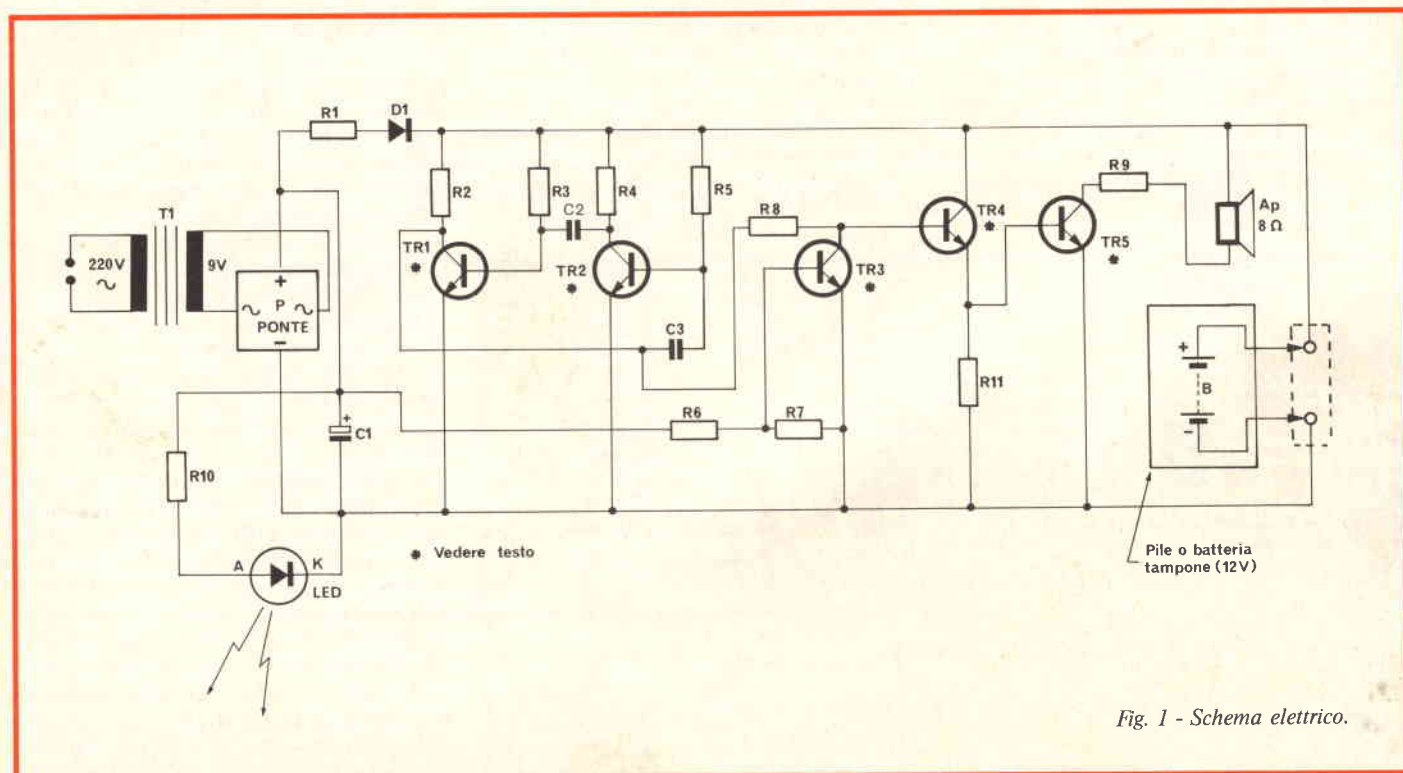 R1
D1
R2
R3
C2
R4
R5
T1
220V
~
9V
+
~ P ~
PONTE
−
TR1
*
TR2
*
R8
TR3
*
TR4
*
R9
TR5
*
Ap
8 Ω
C3
R6
R7
R11
+
B
−
+
C1
R10
A
K
LED
* Vedere testo
Pile o batteria
tampone (12V)
Fig. 1 - Schema elettrico.